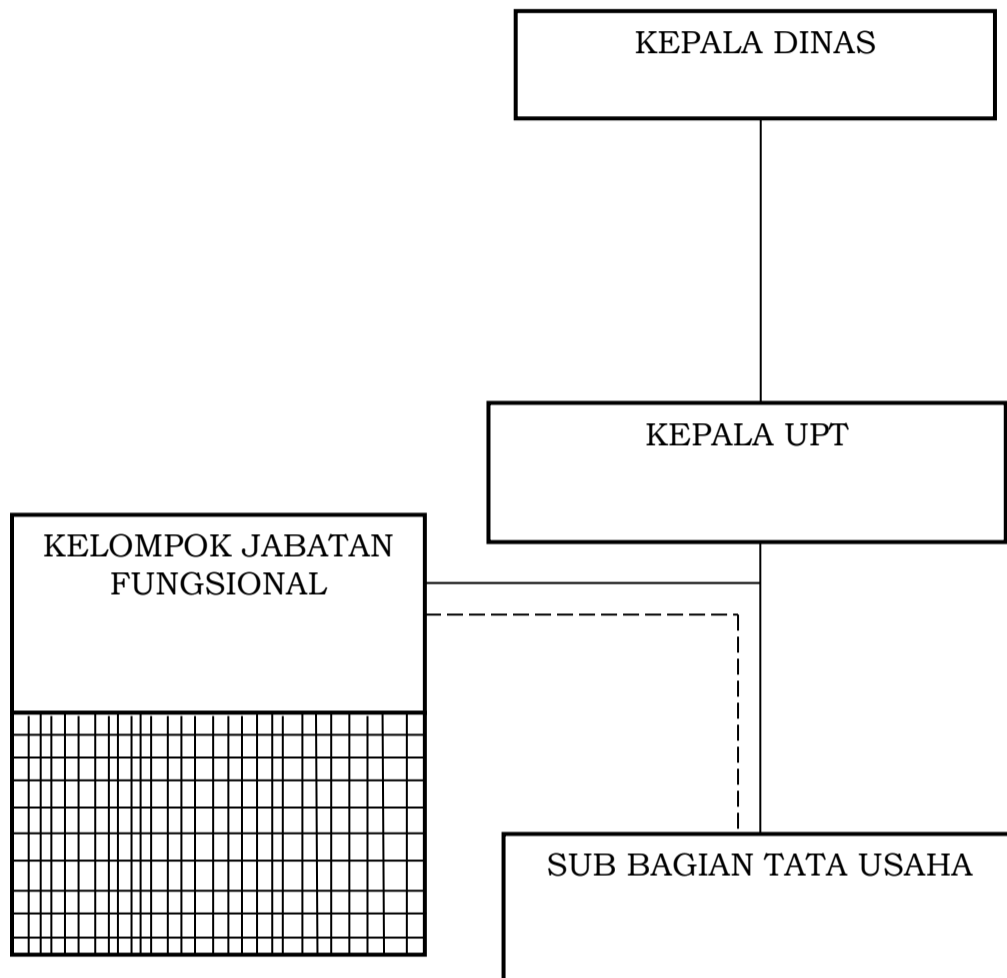 KEPALA DINAS
KEPALA UPT
KELOMPOK JABATAN
FUNGSIONAL
SUB BAGIAN TATA USAHA